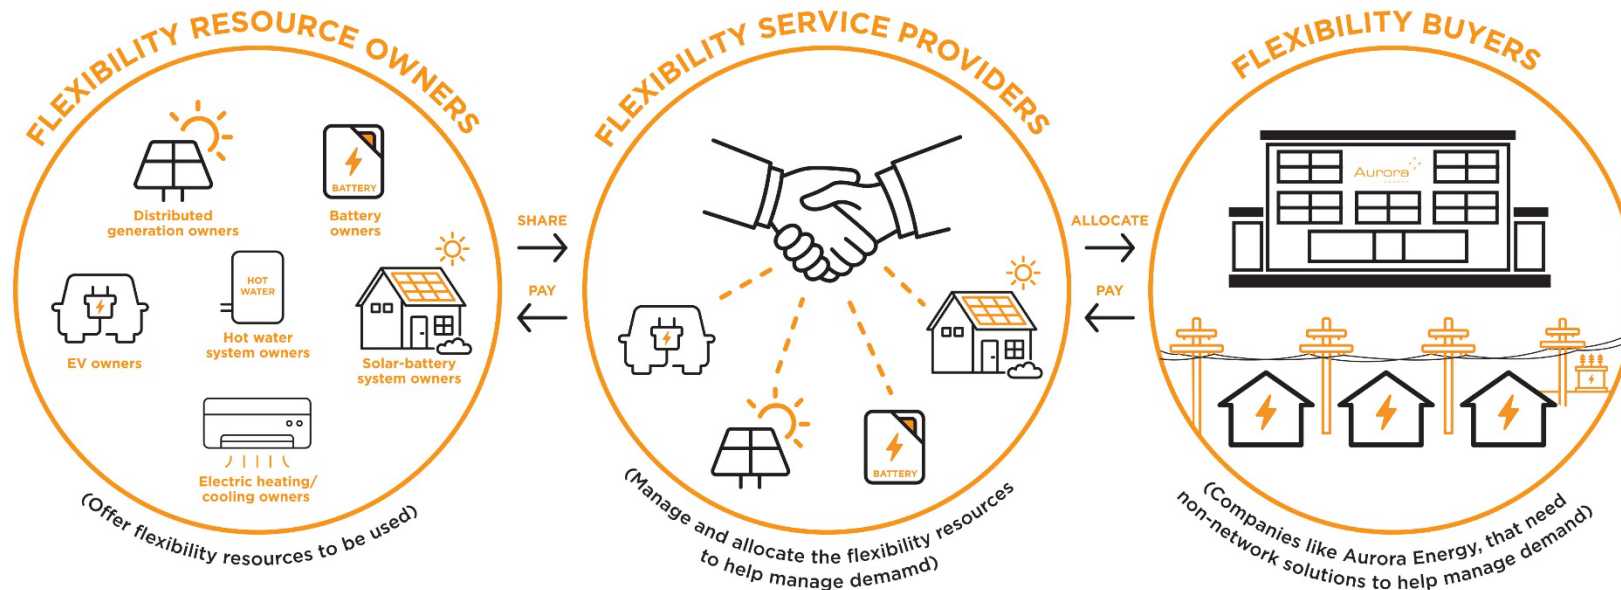 FLEXIBILITY RESOURCE OWNERS
BATTERY
Distributed
generation owners
Battery
owners
HOT
WATER
EV owners
Hot water
system owners
Solar-battery
system owners
Electric heating/
cooling owners
(Offer flexibility resources to be used)
SHARE
PAY
FLEXIBILITY SERVICE PROVIDERS
BATTERY
(Manage and allocate the flexibility resources
to help manage demamd)
ALLOCATE
PAY
FLEXIBILITY BUYERS
Aurora
(Companies like Aurora Energy, that need
non-network solutions to help manage demand)